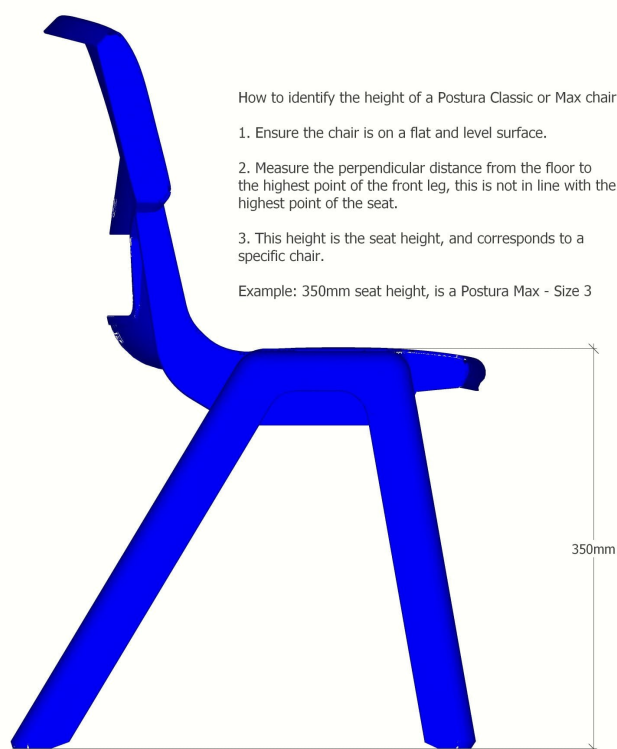 How to identify the height of a Postura Classic or Max chair
1. Ensure the chair is on a flat and level surface.
2. Measure the perpendicular distance from the floor to
the highest point of the front leg, this is not in line with the
highest point of the seat.
3. This height is the seat height, and corresponds to a
specific chair.
Example: 350mm seat height, is a Postura Max - Size 3
350mm